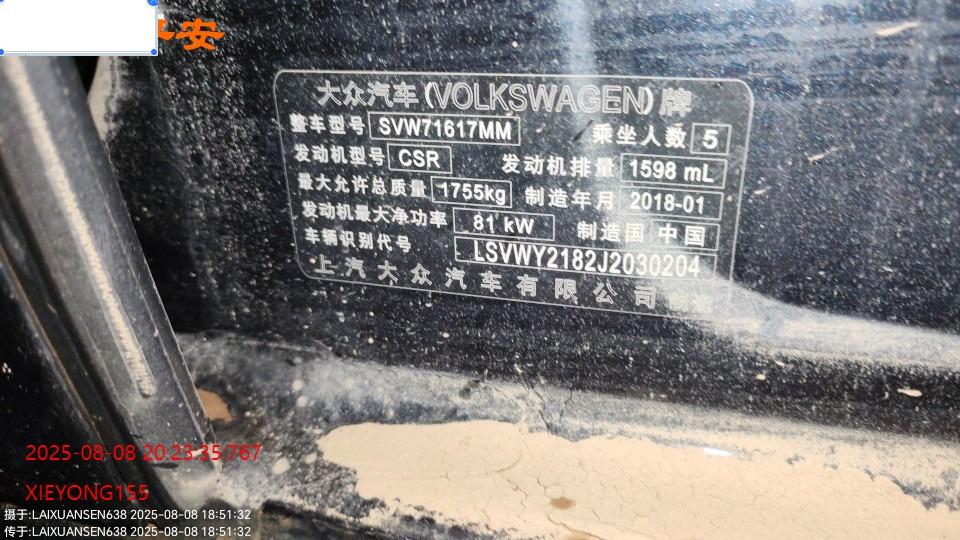 平安
大众汽车(VOLKSWAGEN)牌
整车型号 SVW71617MM 乘坐人数 5
发动机型号 CSR 发动机排量 1598 mL
最大允许总质量 1755kg 制造年月 2018-01
发动机最大净功率 81 kW 制造国 中国
车辆识别代号 LSVWY2182J2030204
上汽大众汽车有限公司
2025-08-08 20:23:35.767
XIEYONG155
摄于:LAIXUANSEN638 2025-08-08 18:51:32
传于:LAIXUANSEN638 2025-08-08 18:51:32